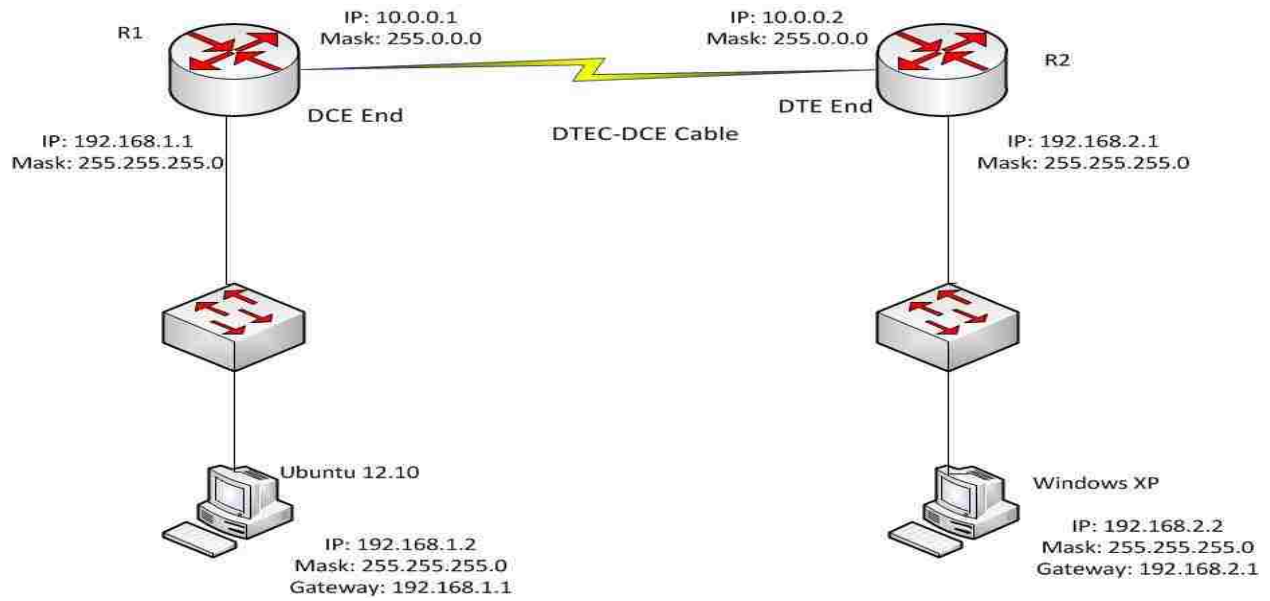 R1
IP: 10.0.0.1
Mask: 255.0.0.0
IP: 10.0.0.2
Mask: 255.0.0.0
R2
DCE End
DTE End
DTEC-DCE Cable
IP: 192.168.1.1
Mask: 255.255.255.0
IP: 192.168.2.1
Mask: 255.255.255.0
Ubuntu 12.10
IP: 192.168.1.2
Mask: 255.255.255.0
Gateway: 192.168.1.1
Windows XP
IP: 192.168.2.2
Mask: 255.255.255.0
Gateway: 192.168.2.1